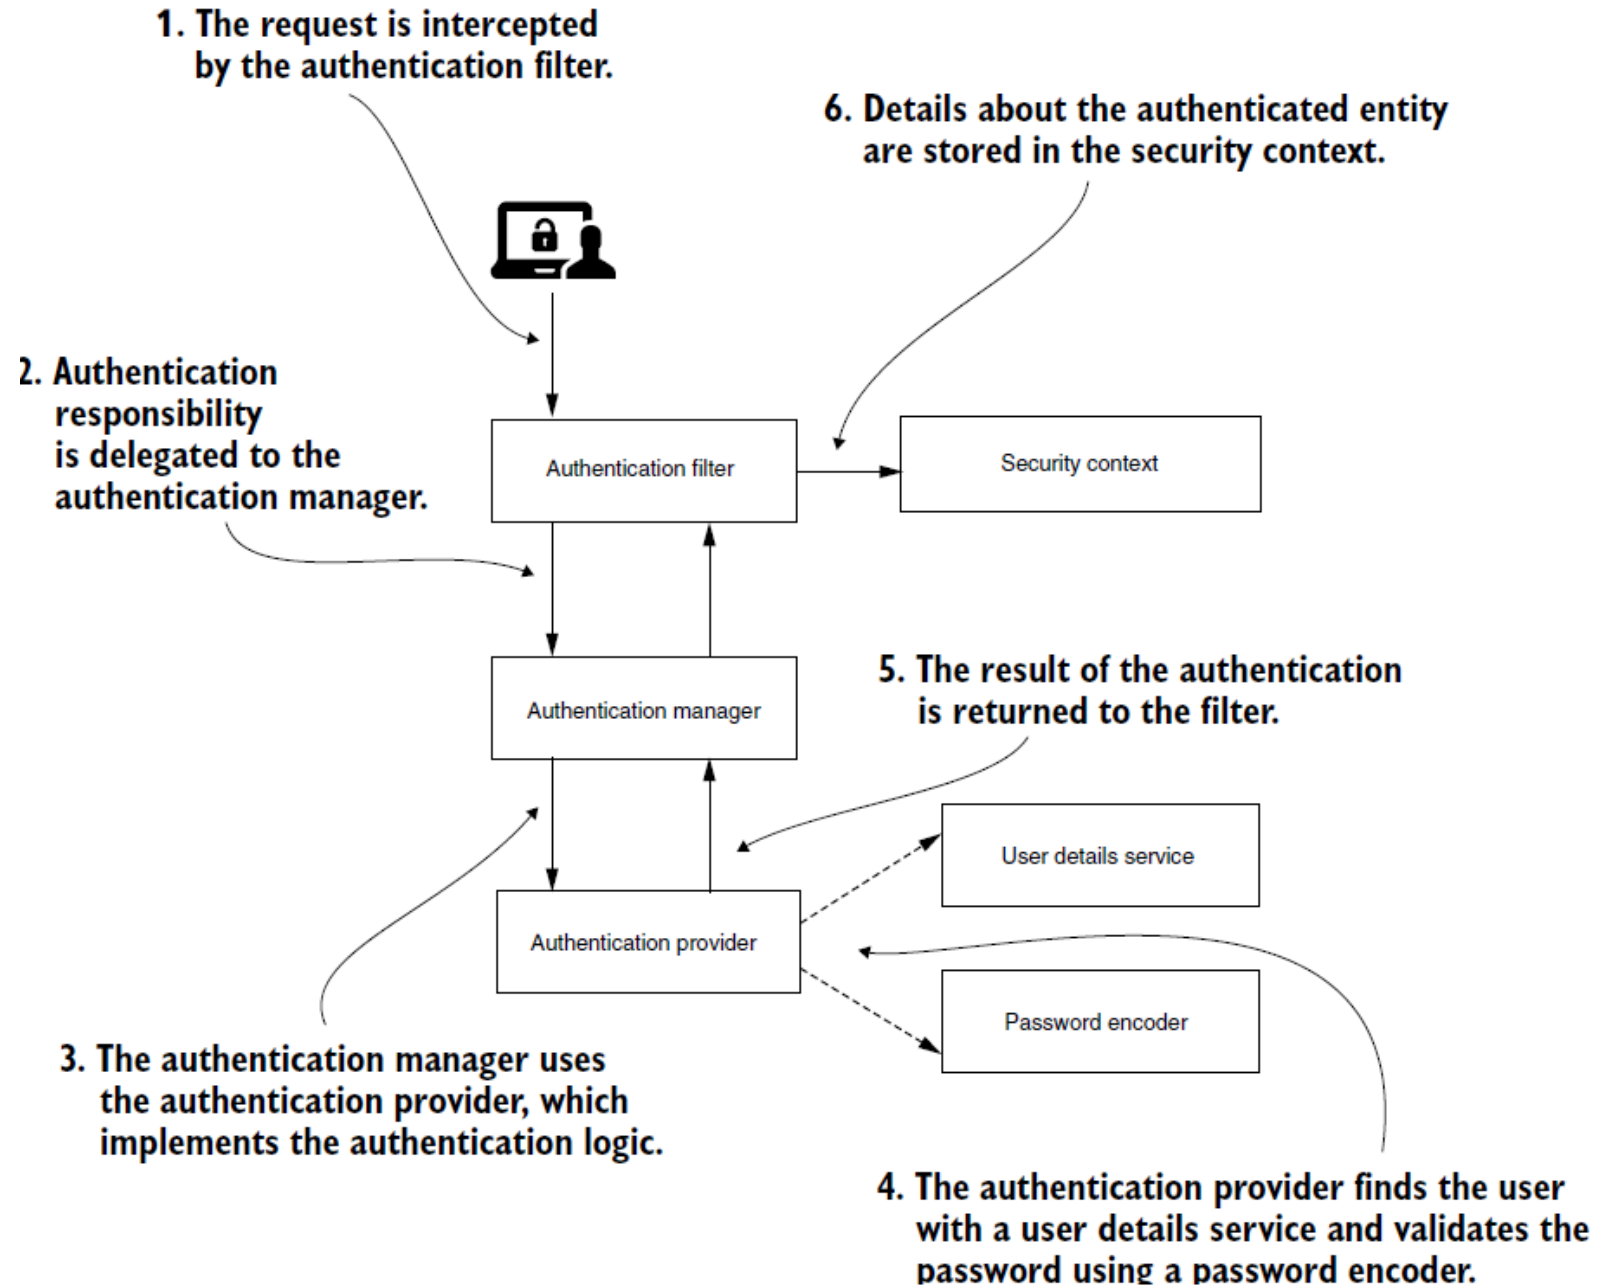 1. The request is intercepted
by the authentication filter.
6. Details about the authenticated entity
are stored in the security context.
2. Authentication
responsibility
is delegated to the
authentication manager.
Authentication filter
Security context
Authentication manager
5. The result of the authentication
is returned to the filter.
User details service
Authentication provider
Password encoder
3. The authentication manager uses
the authentication provider, which
implements the authentication logic.
4. The authentication provider finds the user
with a user details service and validates the
password using a password encoder.